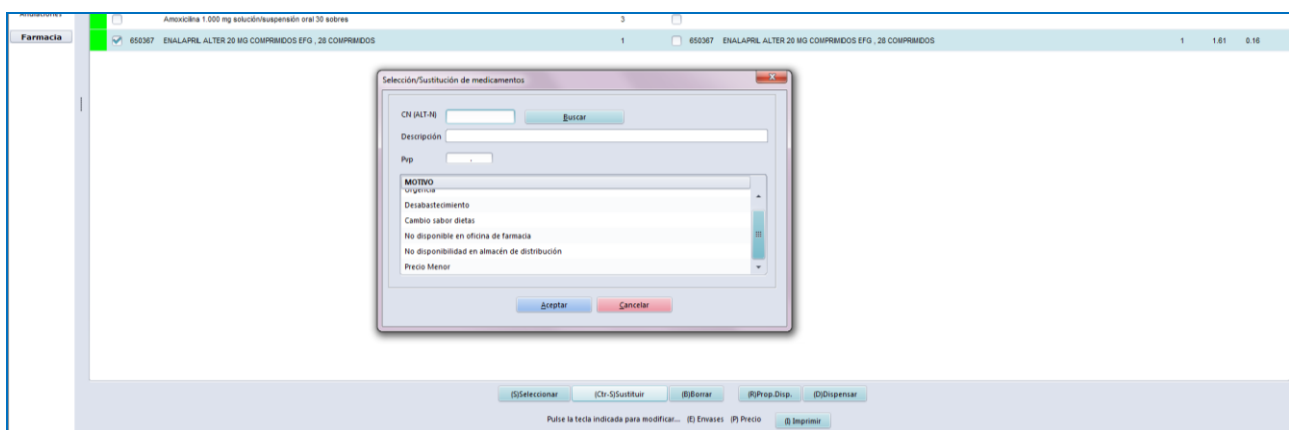 Anulaciones
Amoxicilina 1.000 mg solución/suspensión oral 30 sobres 3
Farmacia
650367 ENALAPRIL ALTER 20 MG COMPRIMIDOS EFG , 28 COMPRIMIDOS 1 650367 ENALAPRIL ALTER 20 MG COMPRIMIDOS EFG , 28 COMPRIMIDOS 1 1.61 0.16
Selección/Sustitución de medicamentos
CN (ALT-N) Buscar
Descripción
Pvp ,
MOTIVO
Urgencia
Desabastecimiento
Cambio sabor dietas
No disponible en oficina de farmacia
No disponibilidad en almacén de distribución
Precio Menor
Aceptar Cancelar
(S)Seleccionar (Ctr-S)Sustituir (B)Borrar (R)Prop.Disp. (D)Dispensar
Pulse la tecla indicada para modificar... (E) Envases (P) Precio (I) Imprimir